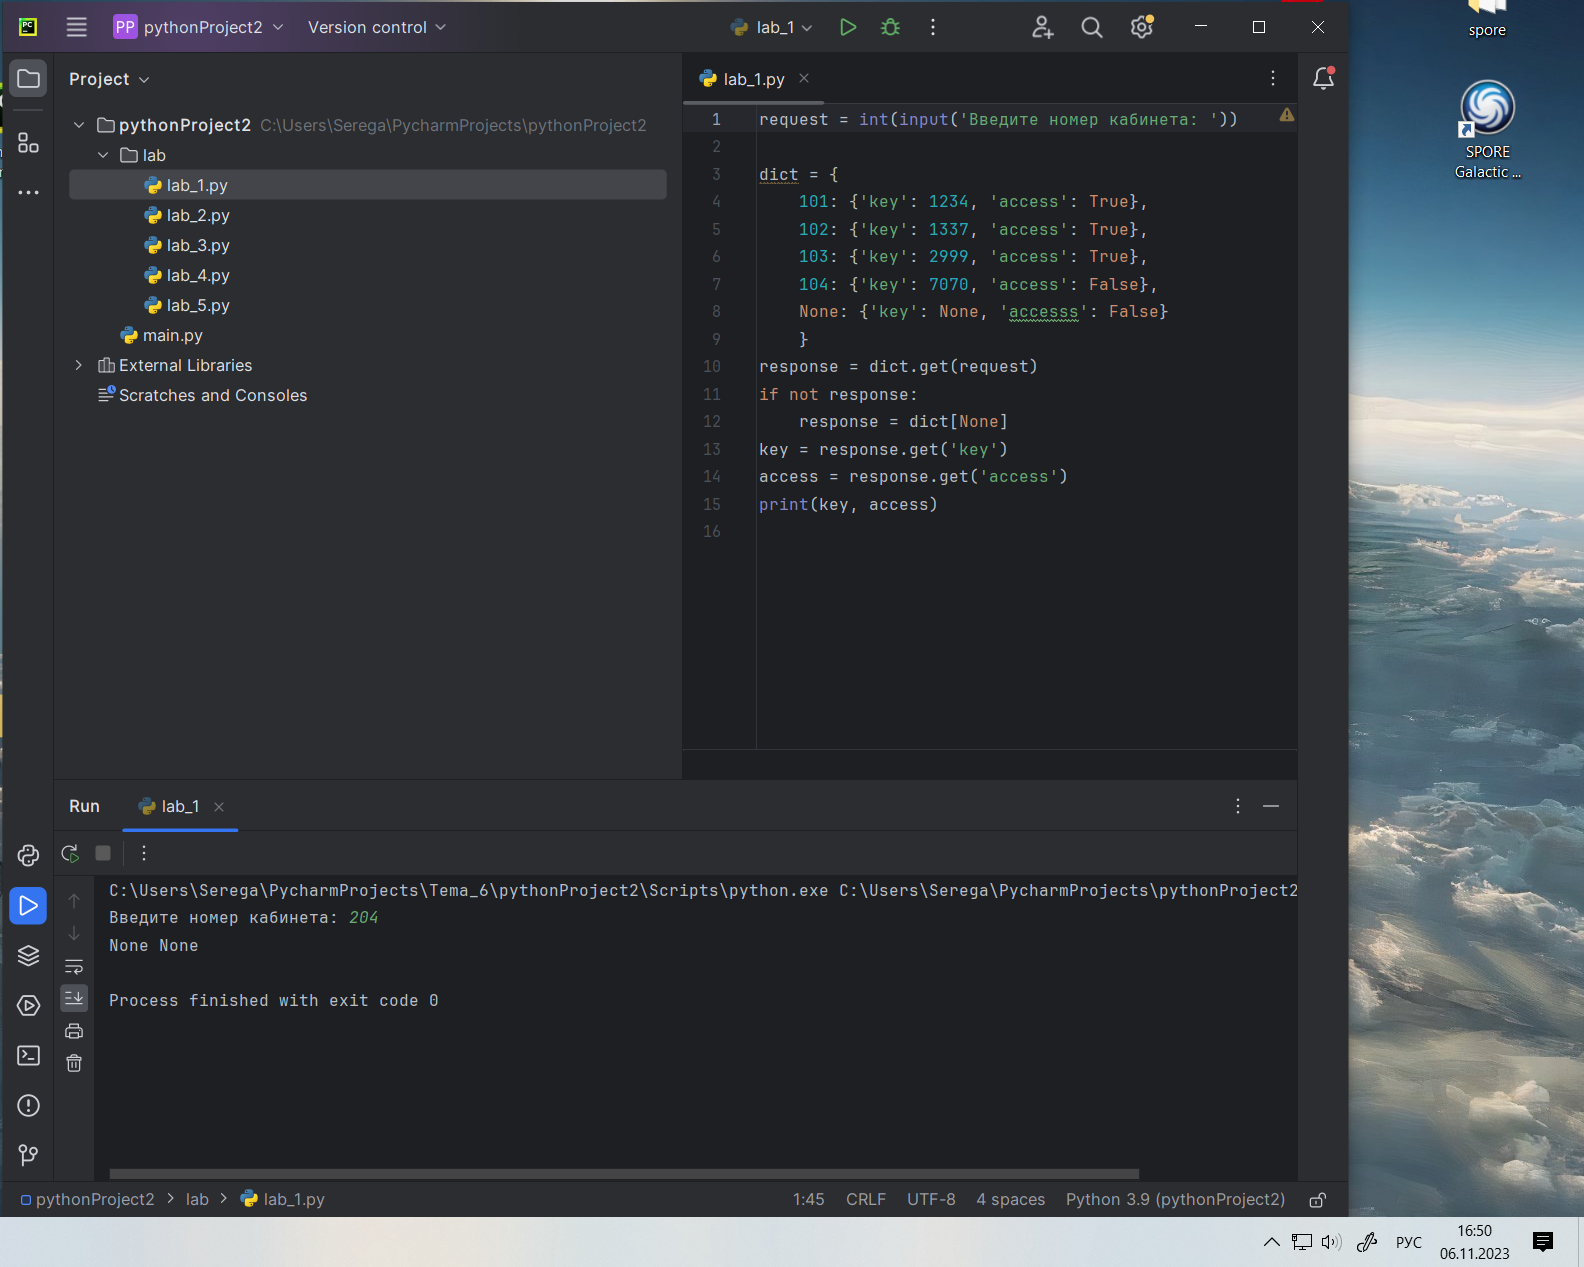 PC
PP pythonProject2
Version control
lab_1
Project
pythonProject2 C:\Users\Serega\PycharmProjects\pythonProject2
lab
lab_1.py
lab_2.py
lab_3.py
lab_4.py
lab_5.py
main.py
External Libraries
Scratches and Consoles
lab_1.py
1 request = int(input('Введите номер кабинета: '))
2
3 dict = {
4 101: {'key': 1234, 'access': True},
5 102: {'key': 1337, 'access': True},
6 103: {'key': 2999, 'access': True},
7 104: {'key': 7070, 'access': False},
8 None: {'key': None, 'accesss': False}
9 }
10 response = dict.get(request)
11 if not response:
12 response = dict[None]
13 key = response.get('key')
14 access = response.get('access')
15 print(key, access)
16
Run lab_1
C:\Users\Serega\PycharmProjects\Tema_6\pythonProject2\Scripts\python.exe C:\Users\Serega\PycharmProjects\pythonProject2
Введите номер кабинета: 204
None None
Process finished with exit code 0
pythonProject2 > lab > lab_1.py
1:45 CRLF UTF-8 4 spaces Python 3.9 (pythonProject2)
spore
SPORE
Galactic ...
РУС
16:50
06.11.2023